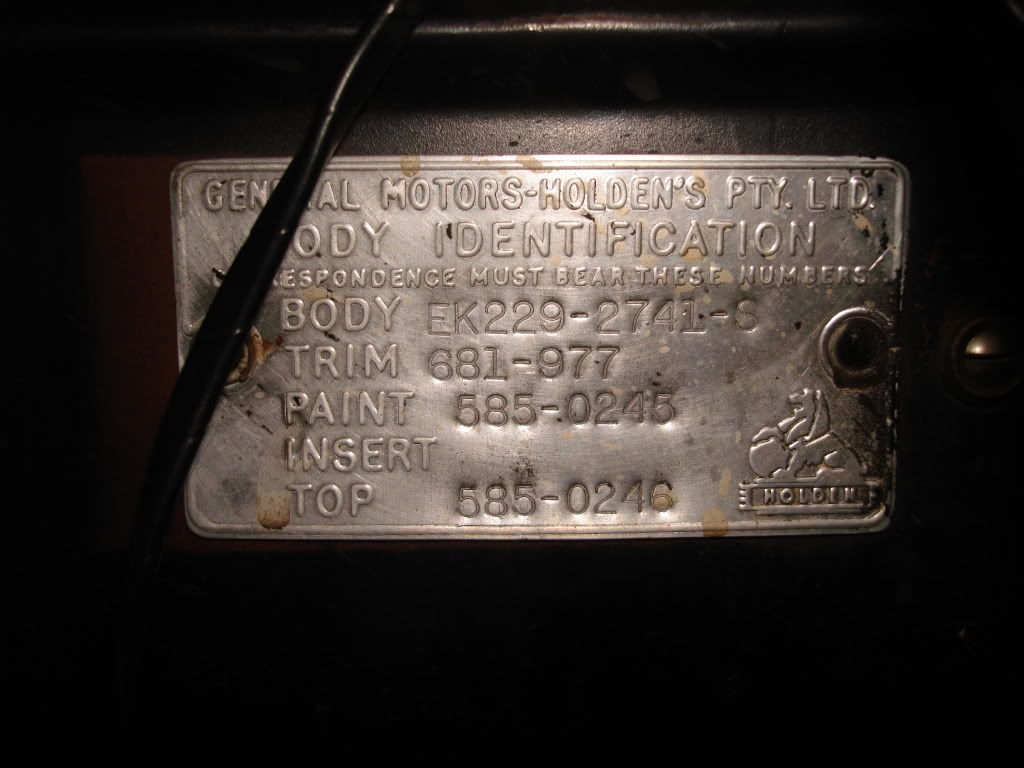 GENERAL MOTORS-HOLDEN'S PTY. LTD.
BODY IDENTIFICATION
CORRESPONDENCE MUST BEAR THESE NUMBERS
BODY EK229-2741-S
TRIM 681-977
PAINT 585-0245
INSERT
TOP 585-0246
HOLDEN